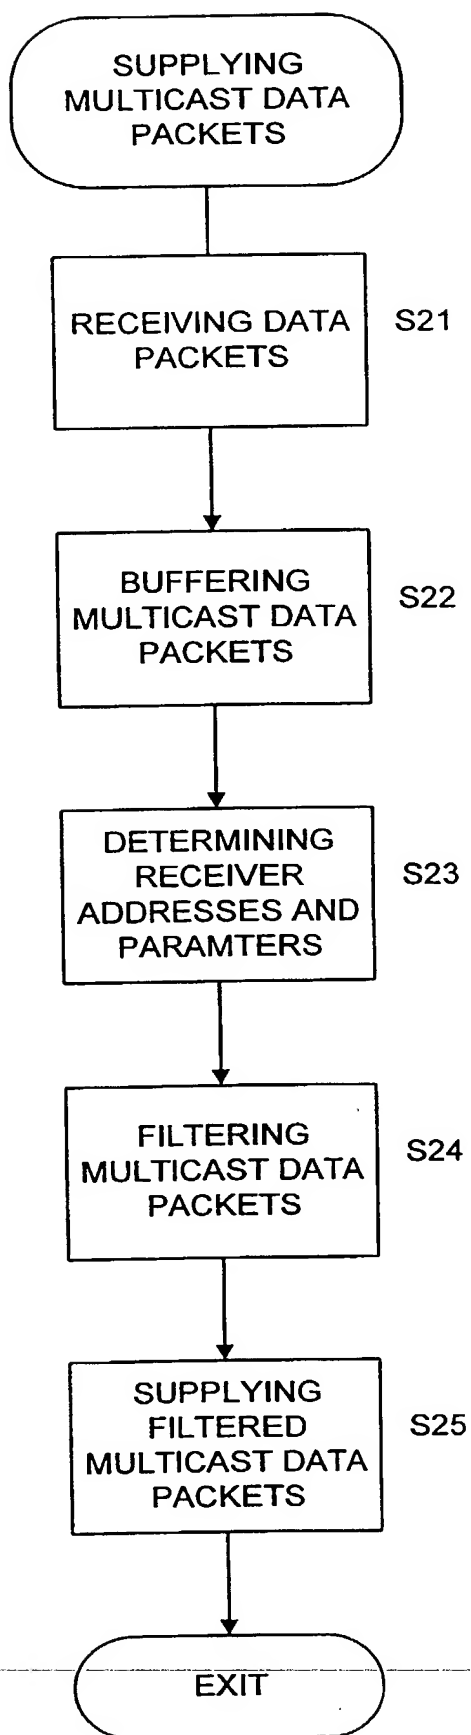 SUPPLYING
MULTICAST DATA
PACKETS
RECEIVING DATA
PACKETS
S21
BUFFERING
MULTICAST DATA
PACKETS
S22
DETERMINING
RECEIVER
ADDRESSES AND
PARAMTERS
S23
FILTERING
MULTICAST DATA
PACKETS
S24
SUPPLYING
FILTERED
MULTICAST DATA
PACKETS
S25
EXIT